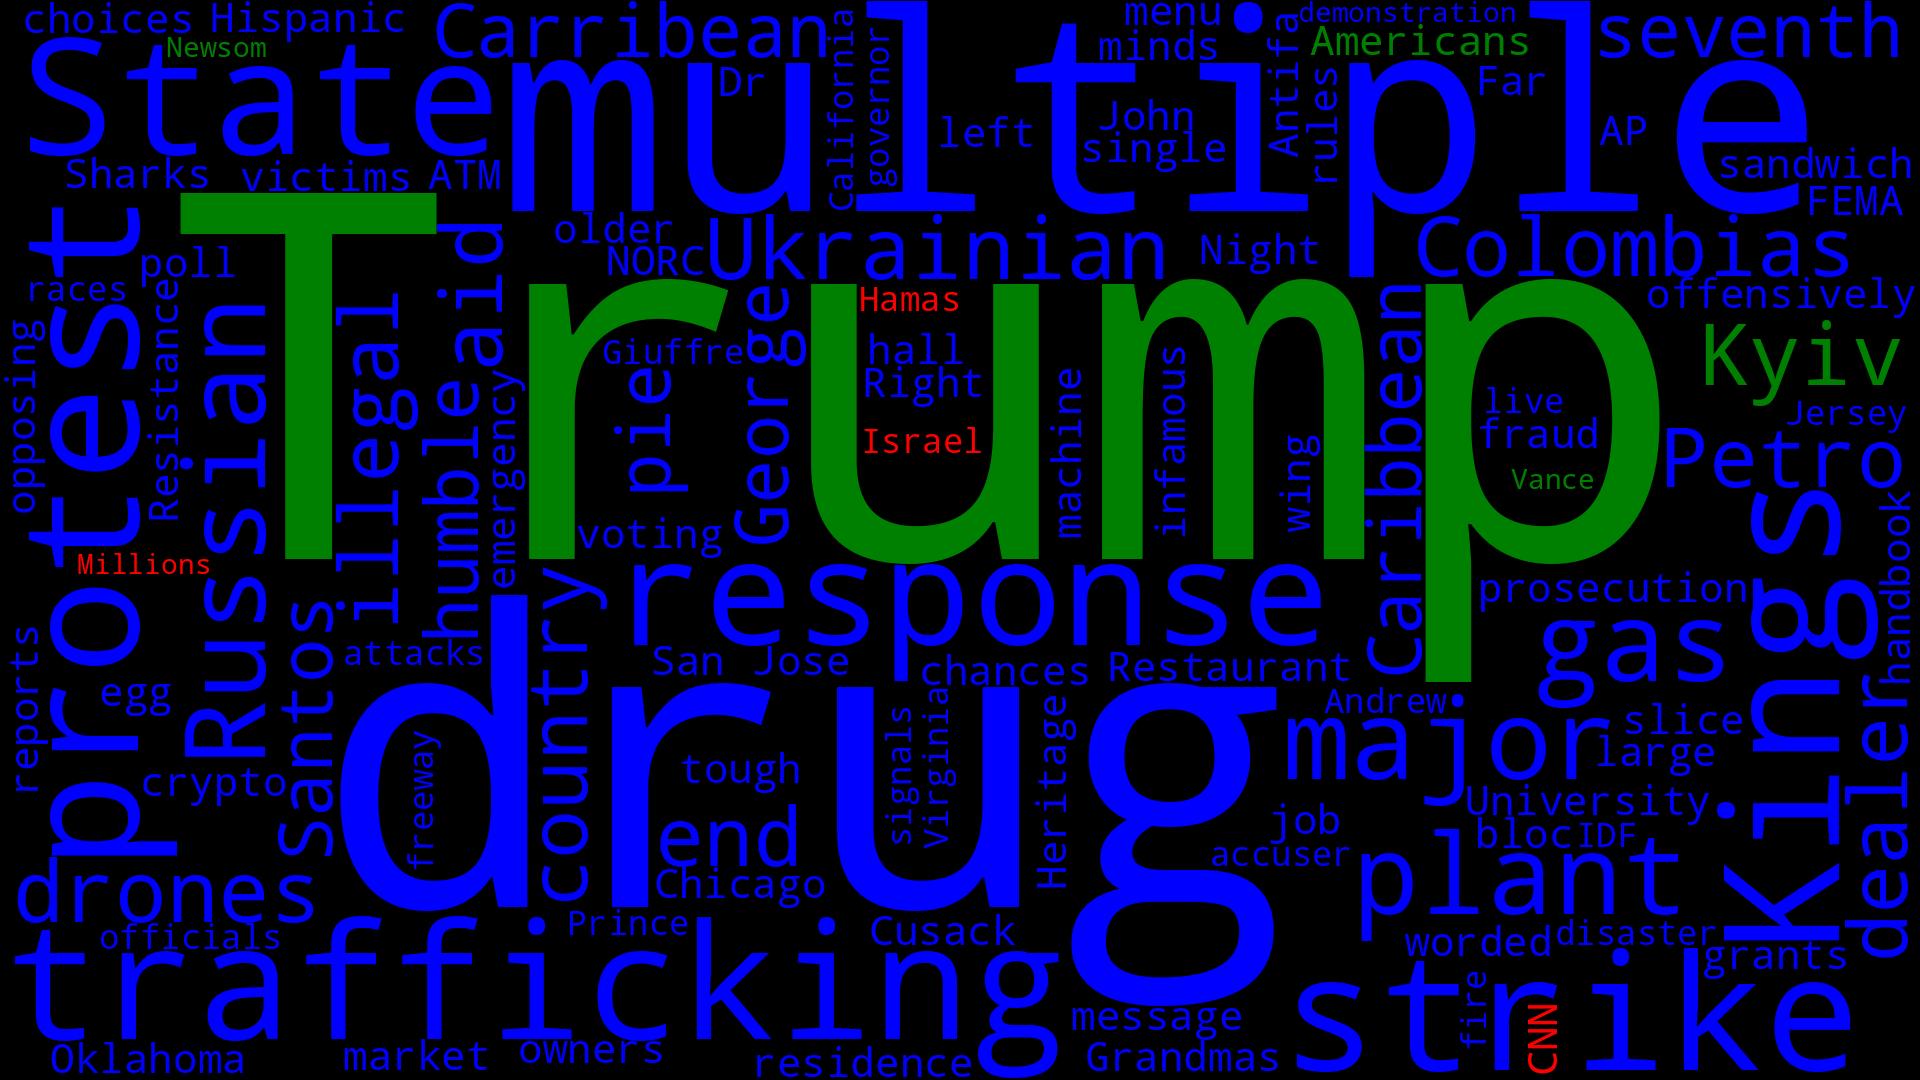 choices
Hispanic
Carribean
menu
demonstration
seventh
Newsom
minds
Americans
State
multiple
Dr
California
governor
left
John
single
Antifa
rules
Far
AP
sandwich
Sharks
victims
ATM
FEMA
older
NORC
Ukrainian
Night
Colombias
poll
races
aid
Trump
Hamas
offensively
protest
opposing
Resistance
Russian
illegal
humble
emergency
Giuffre
pie
George
hall
Right
Israel
machine
infamous
wing
Caribbean
live
fraud
Vance
Kyiv
Jersey
Petro
Millions
voting
response
prosecution
Kings
handbook
reports
egg
Santos
attacks
country
San Jose
chances
Restaurant
gas
Andrew
major
slice
large
crypto
freeway
drug
tough
signals
Virginia
Heritage
end
Chicago
job
accuser
University
bloc
IDF
plant
dealer
drones
officials
Prince
Cusack
worded
disaster
grants
trafficking
strike
fire
CNN
message
Oklahoma
market
owners
residence
Grandmas